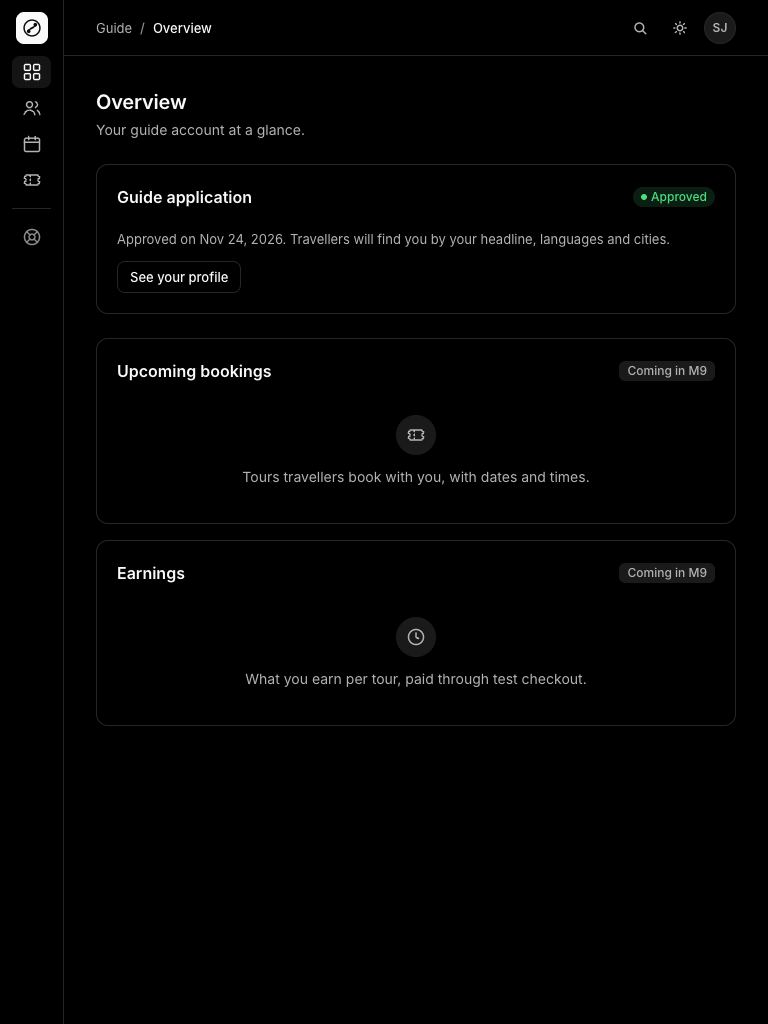 Guide / Overview
SJ
Overview
Your guide account at a glance.
Guide application
Approved
Approved on Nov 24, 2026. Travellers will find you by your headline, languages and cities.
See your profile
Upcoming bookings
Coming in M9
Tours travellers book with you, with dates and times.
Earnings
Coming in M9
What you earn per tour, paid through test checkout.